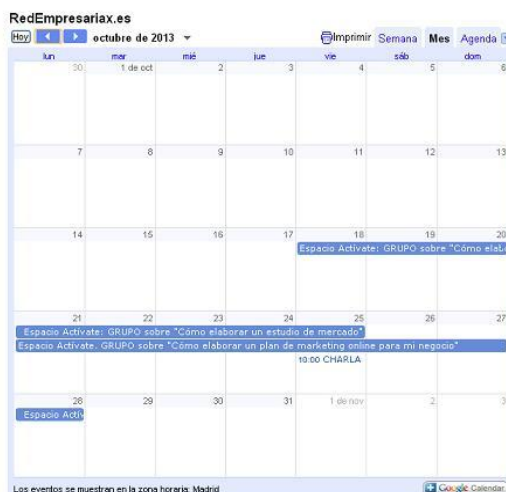 RedEmpresariax.es
Hoy octubre de 2013 Imprimir Semana Mes Agenda
lun mar mié jue vie sáb dom
30 1 de oct 2 3 4 5 6
7 8 9 10 11 12 13
14 15 16 17 18 19 20
Espacio Actívate: GRUPO sobre "Cómo elab
21 22 23 24 25 26 27
Espacio Actívate: GRUPO sobre "Cómo elaborar un estudio de mercado"
Espacio Actívate. GRUPO sobre "Cómo elaborar un plan de marketing online para mi negocio"
10:00 CHARLA
28 29 30 31 1 de nov 2 3
Espacio Actív
Los eventos se muestran en la zona horaria: Madrid Google Calendar